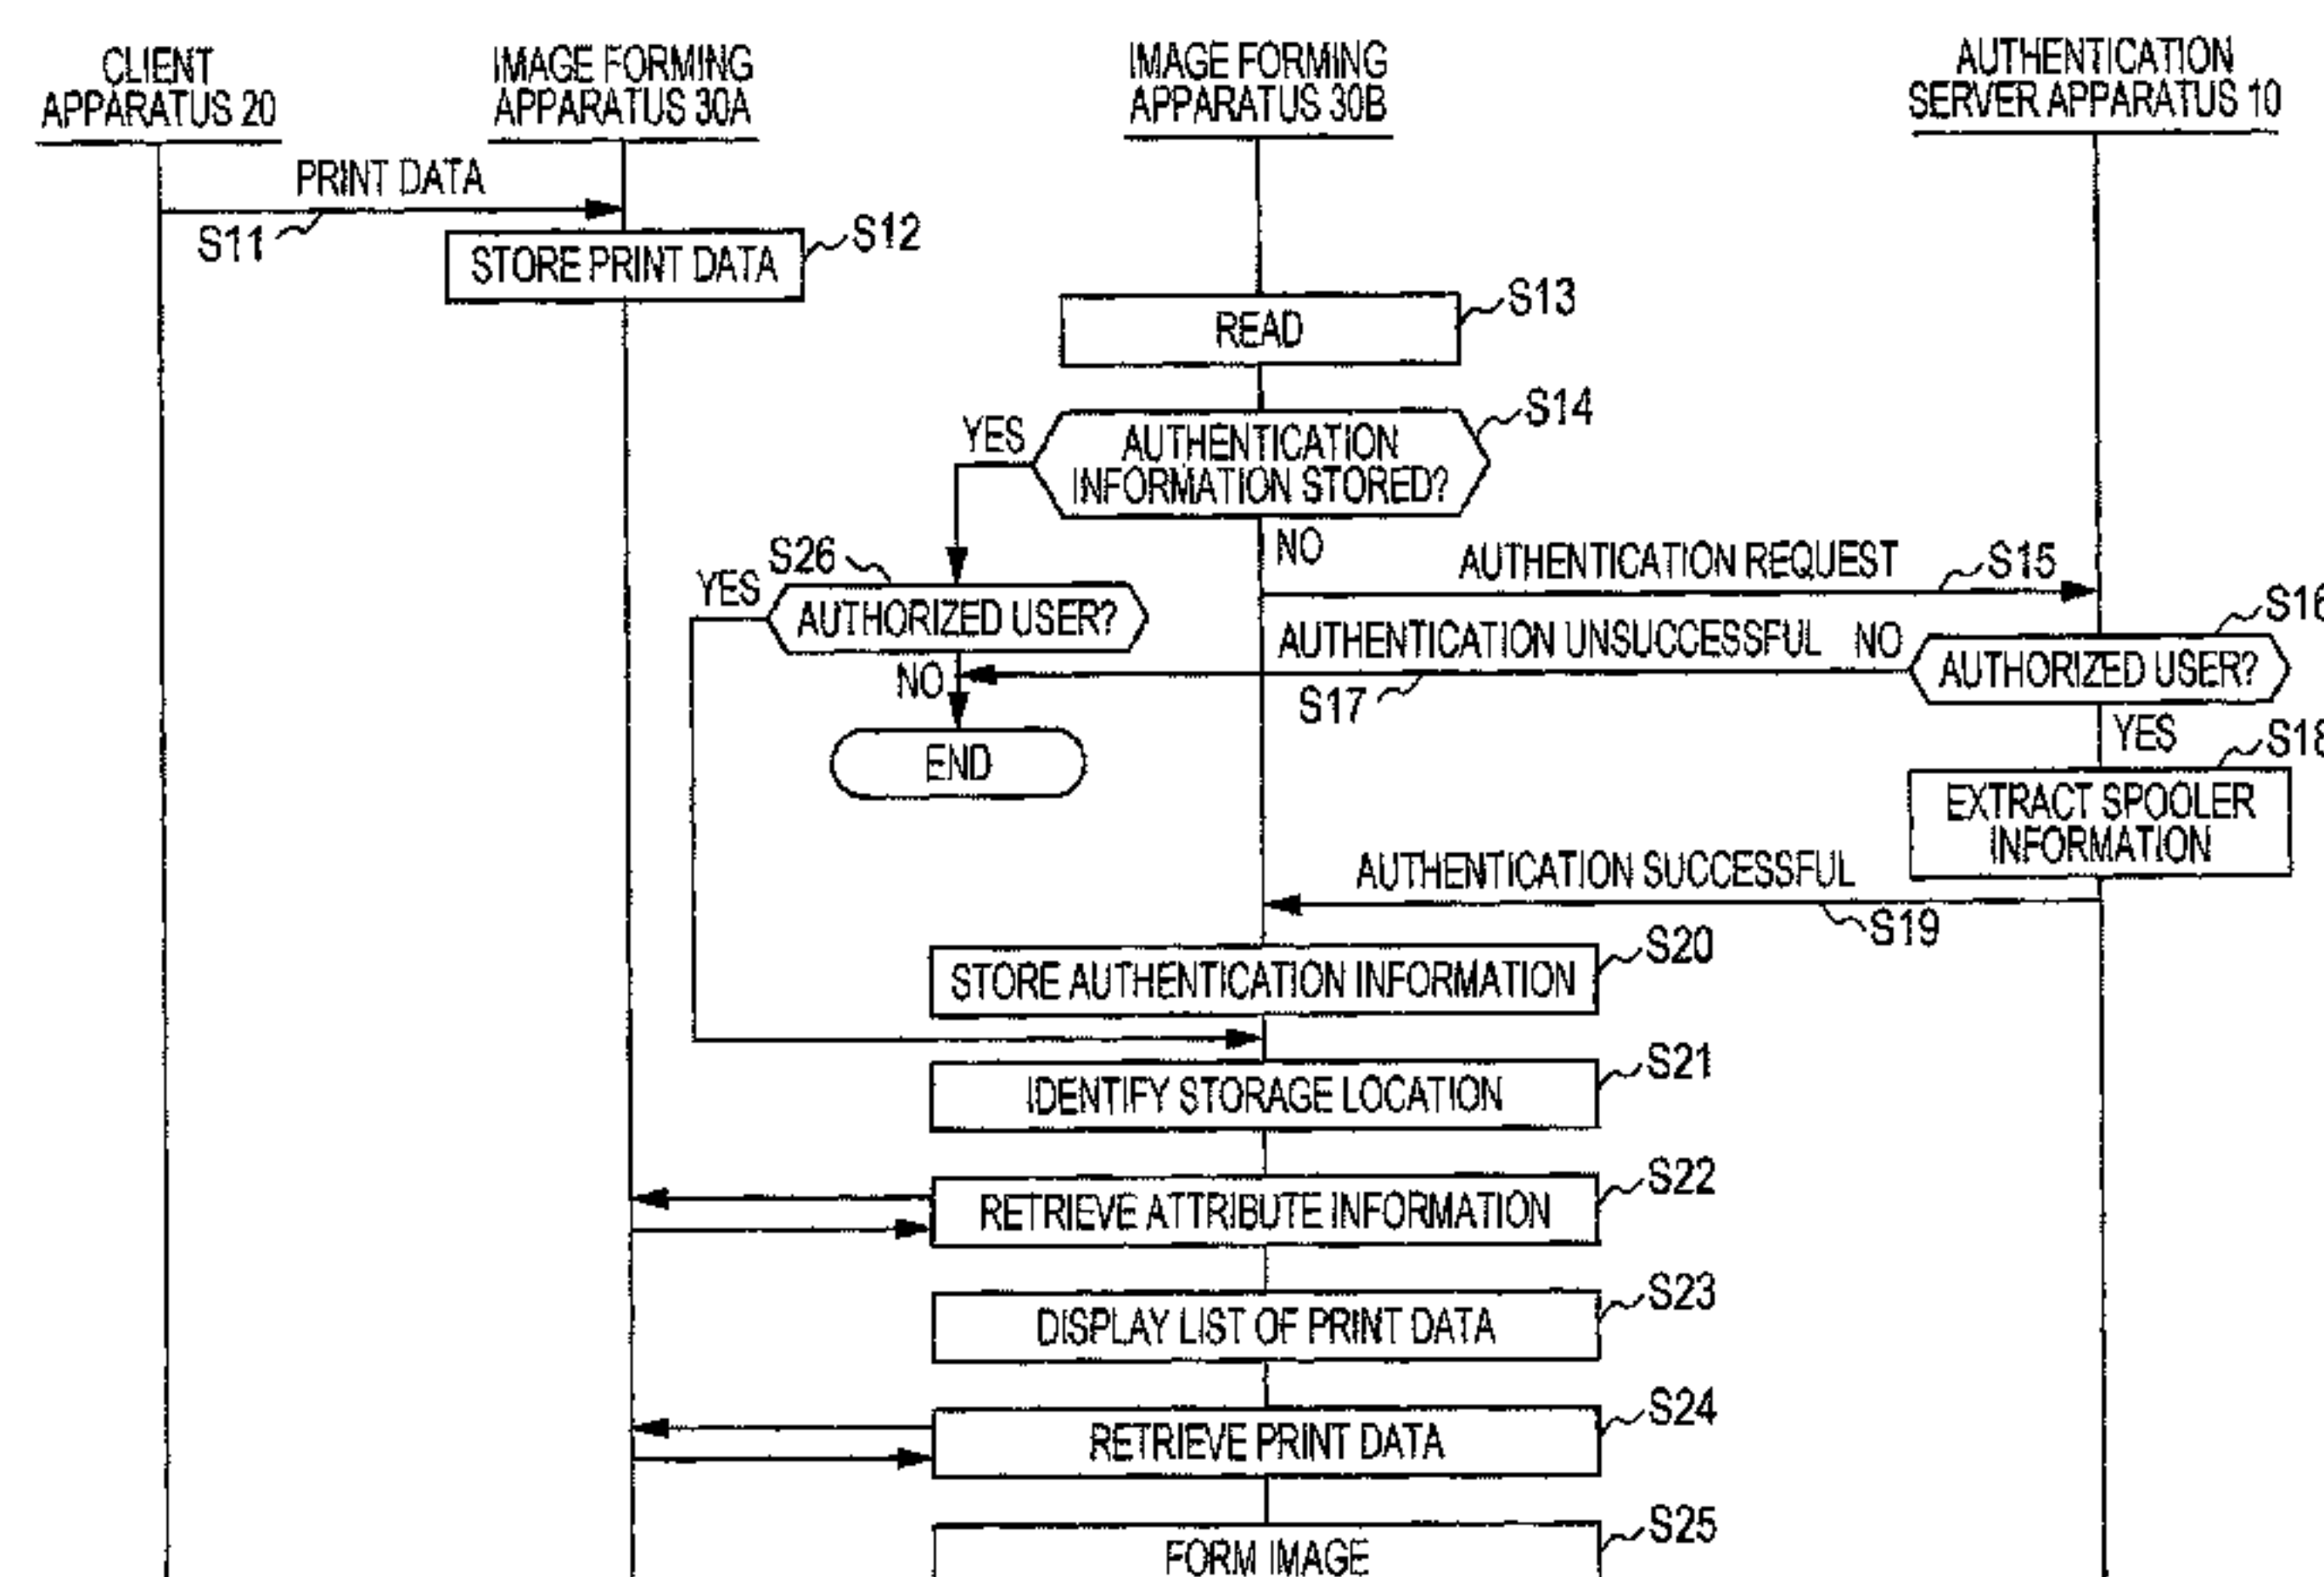 CLIENT
APPARATUS 20
IMAGE FORMING
APPARATUS 30A
IMAGE FORMING
APPARATUS 30B
AUTHENTICATION
SERVER APPARATUS 10
PRINT DATA
S11
STORE PRINT DATA
S12
READ
S13
YES
AUTHENTICATION
INFORMATION STORED?
S14
NO
S26
YES
AUTHORIZED USER?
NO
END
AUTHENTICATION REQUEST
S15
AUTHENTICATION UNSUCCESSFUL
NO
S17
S16
AUTHORIZED USER?
YES
S18
EXTRACT SPOOLER
INFORMATION
AUTHENTICATION SUCCESSFUL
S19
STORE AUTHENTICATION INFORMATION
S20
IDENTIFY STORAGE LOCATION
S21
RETRIEVE ATTRIBUTE INFORMATION
S22
DISPLAY LIST OF PRINT DATA
S23
RETRIEVE PRINT DATA
S24
FORM IMAGE
S25